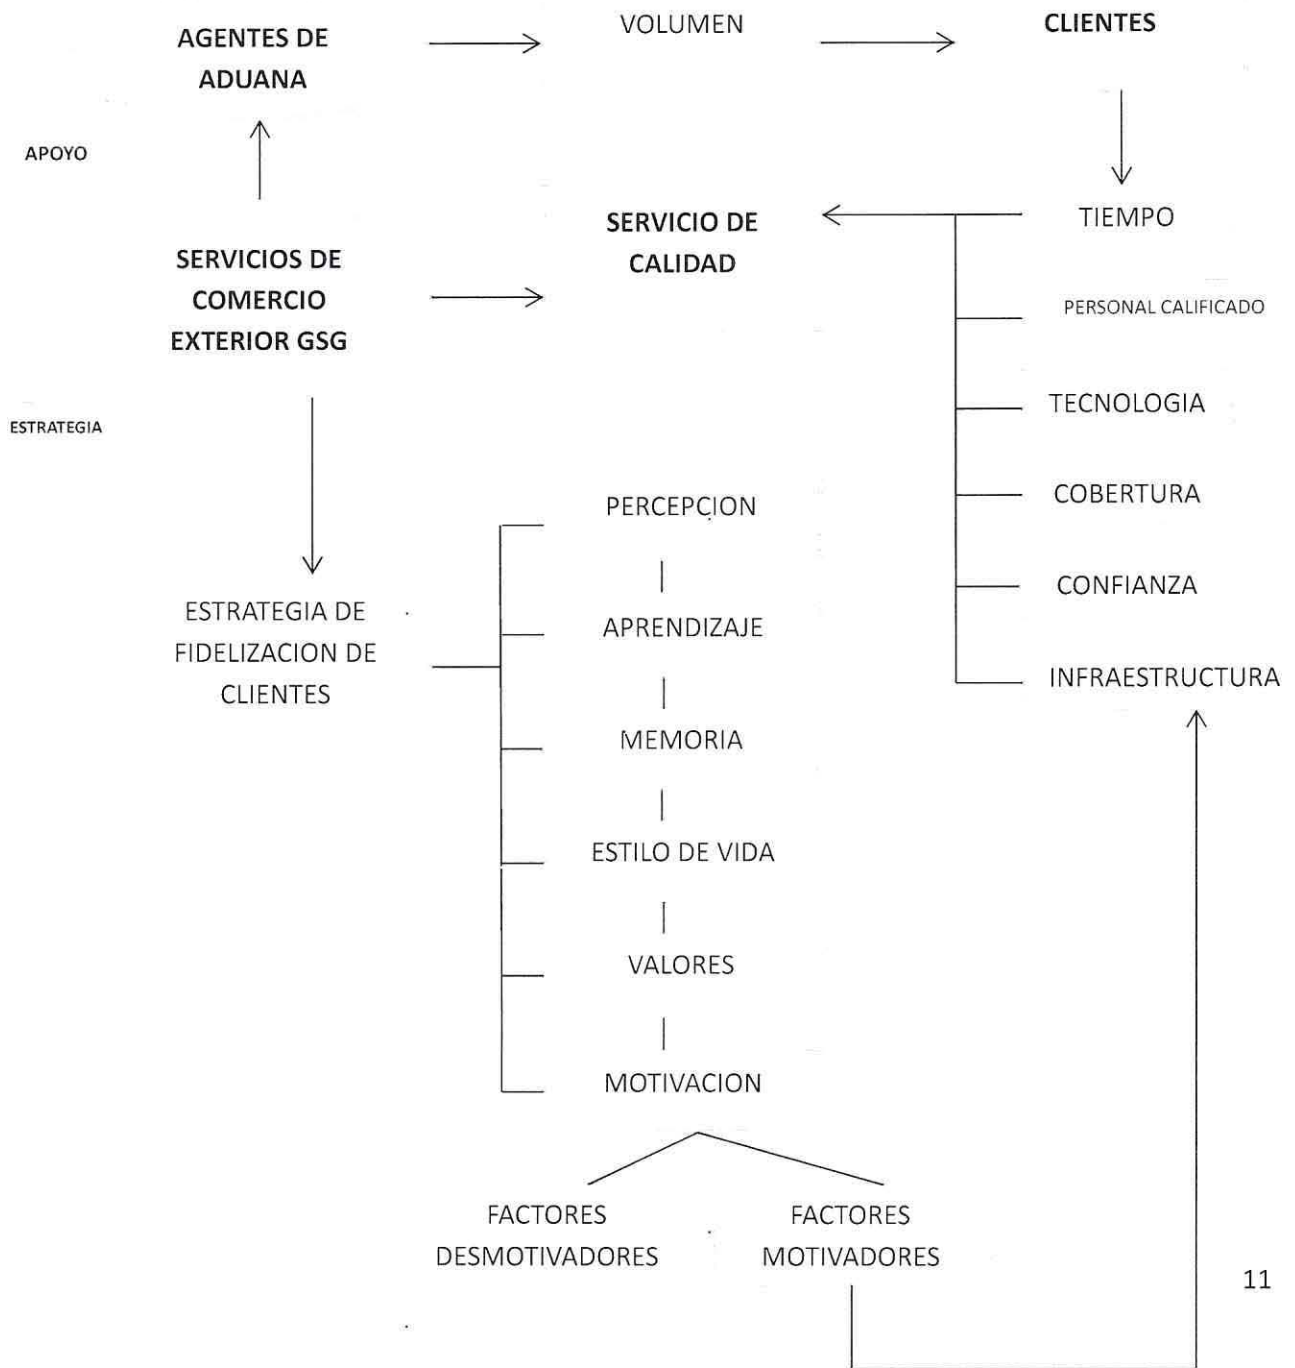 AGENTES DE
ADUANA
VOLUMEN
CLIENTES
APOYO
SERVICIOS DE
COMERCIO
EXTERIOR GSG
SERVICIO DE
CALIDAD
TIEMPO
PERSONAL CALIFICADO
TECNOLOGIA
COBERTURA
CONFIANZA
INFRAESTRUCTURA
ESTRATEGIA
ESTRATEGIA DE
FIDELIZACION DE
CLIENTES
PERCEPCION
APRENDIZAJE
MEMORIA
ESTILO DE VIDA
VALORES
MOTIVACION
FACTORES
DESMOTIVADORES
FACTORES
MOTIVADORES
11